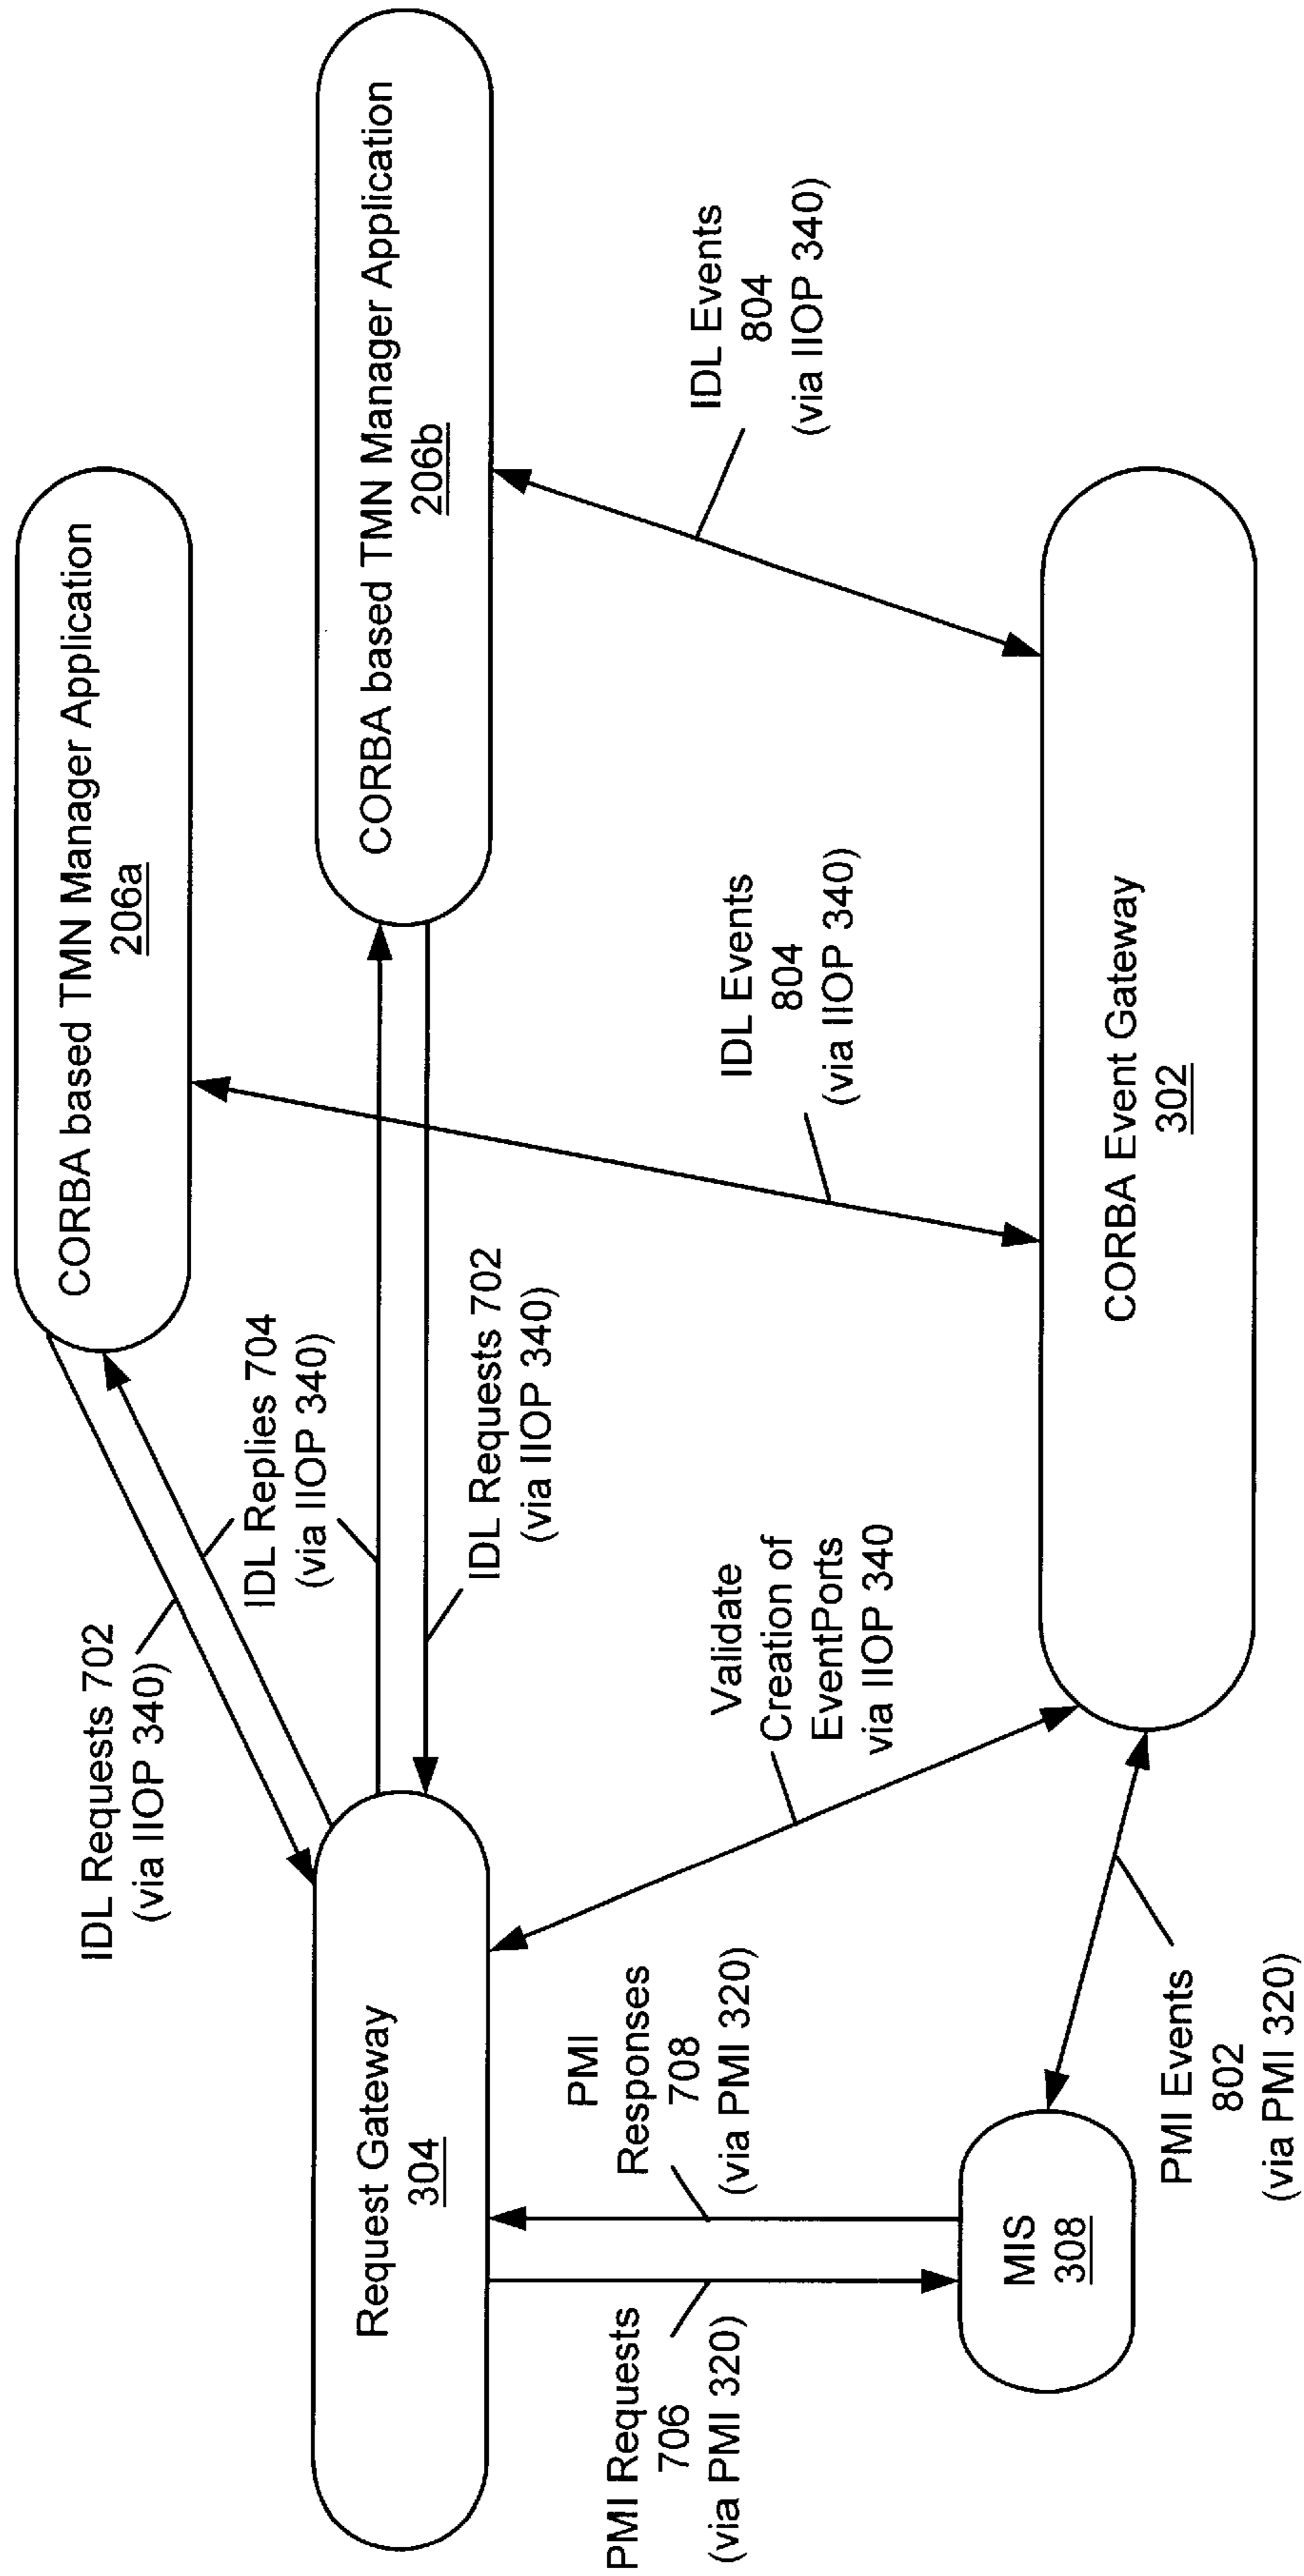 CORBA based TMN Manager Application
206a
CORBA based TMN Manager Application
206b
IDL Requests 702
(via IIOP 340)
IDL Replies 704
(via IIOP 340)
IDL Requests 702
(via IIOP 340)
Request Gateway
304
IDL Events
804
(via IIOP 340)
IDL Events
804
(via IIOP 340)
Validate
Creation of
EventPorts
via IIOP 340
PMI
Responses
708
(via PMI 320)
PMI Requests
706
(via PMI 320)
MIS
308
PMI Events
802
(via PMI 320)
CORBA Event Gateway
302